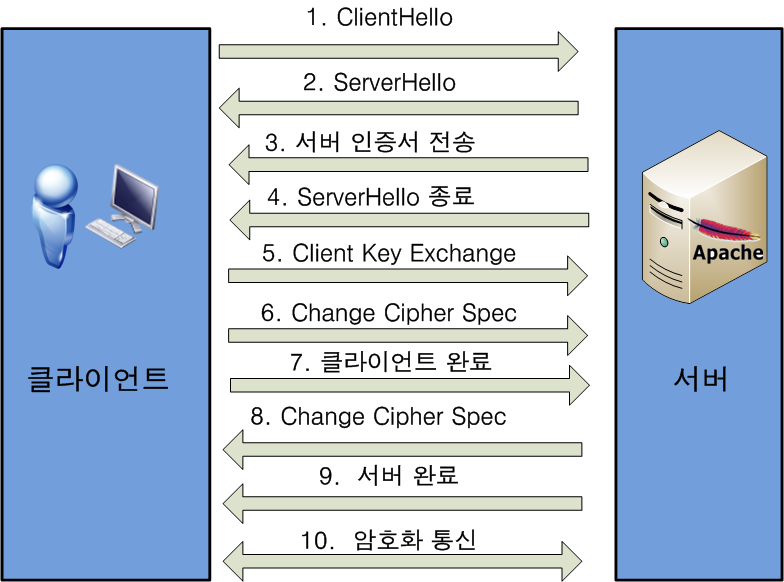 1. ClientHello
2. ServerHello
3. 서버 인증서 전송
4. ServerHello 종료
5. Client Key Exchange
6. Change Cipher Spec
7. 클라이언트 완료
8. Change Cipher Spec
9. 서버 완료
10. 암호화 통신
클라이언트
서버
Apache